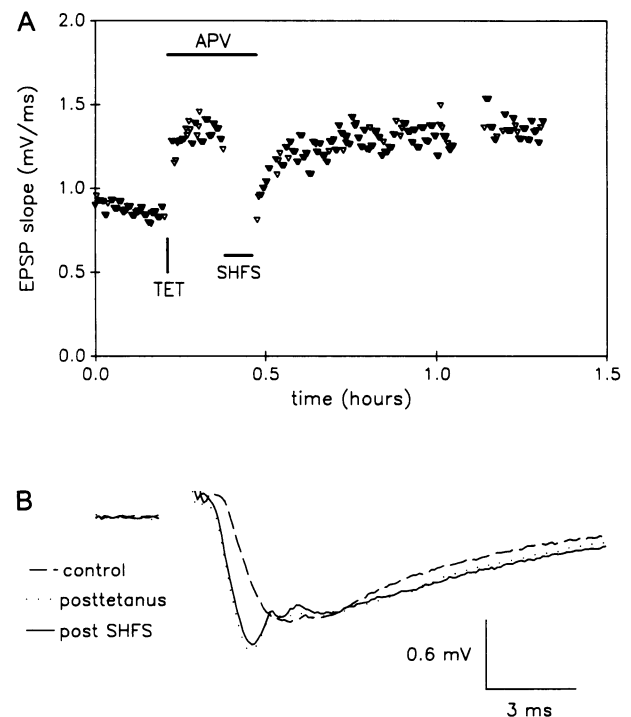 A
2.0
APV
1.5
1.0
EPSP slope (mV/ms)
0.5
TET
SHFS
0.0
0.0 0.5 1.0 1.5
time (hours)
B
control
posttetanus
post SHFS
0.6 mV
3 ms